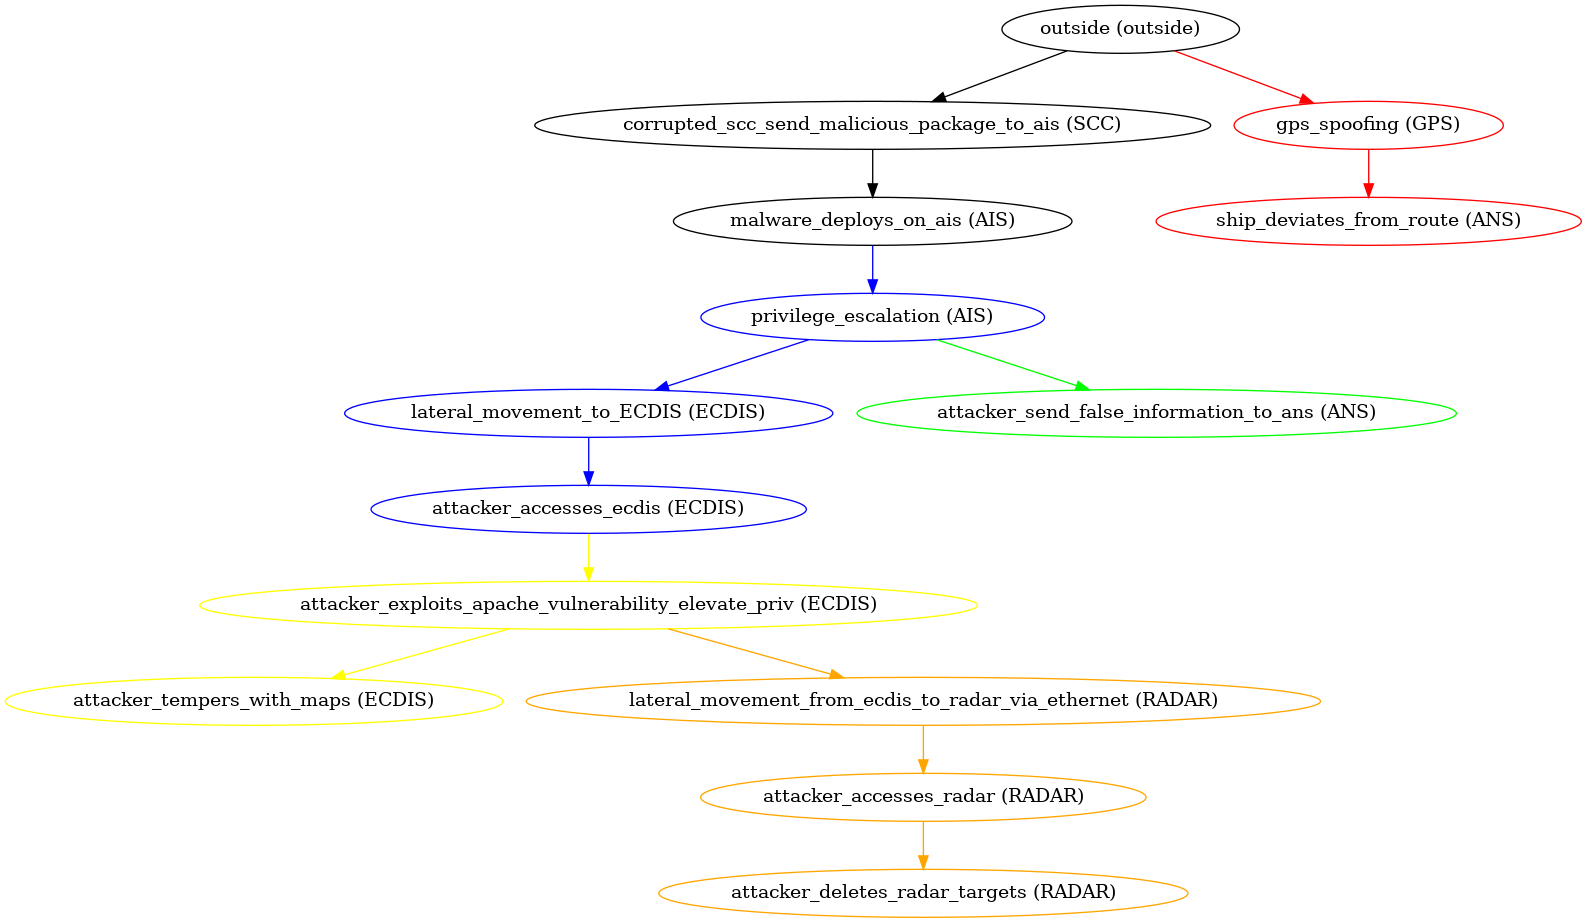 outside (outside)
corrupted_scc_send_malicious_package_to_ais (SCC)
gps_spoofing (GPS)
malware_deploys_on_ais (AIS)
ship_deviates_from_route (ANS)
privilege_escalation (AIS)
lateral_movement_to_ECDIS (ECDIS)
attacker_send_false_information_to_ans (ANS)
attacker_accesses_ecdis (ECDIS)
attacker_exploits_apache_vulnerability_elevate_priv (ECDIS)
attacker_tempers_with_maps (ECDIS)
lateral_movement_from_ecdis_to_radar_via_ethernet (RADAR)
attacker_accesses_radar (RADAR)
attacker_deletes_radar_targets (RADAR)